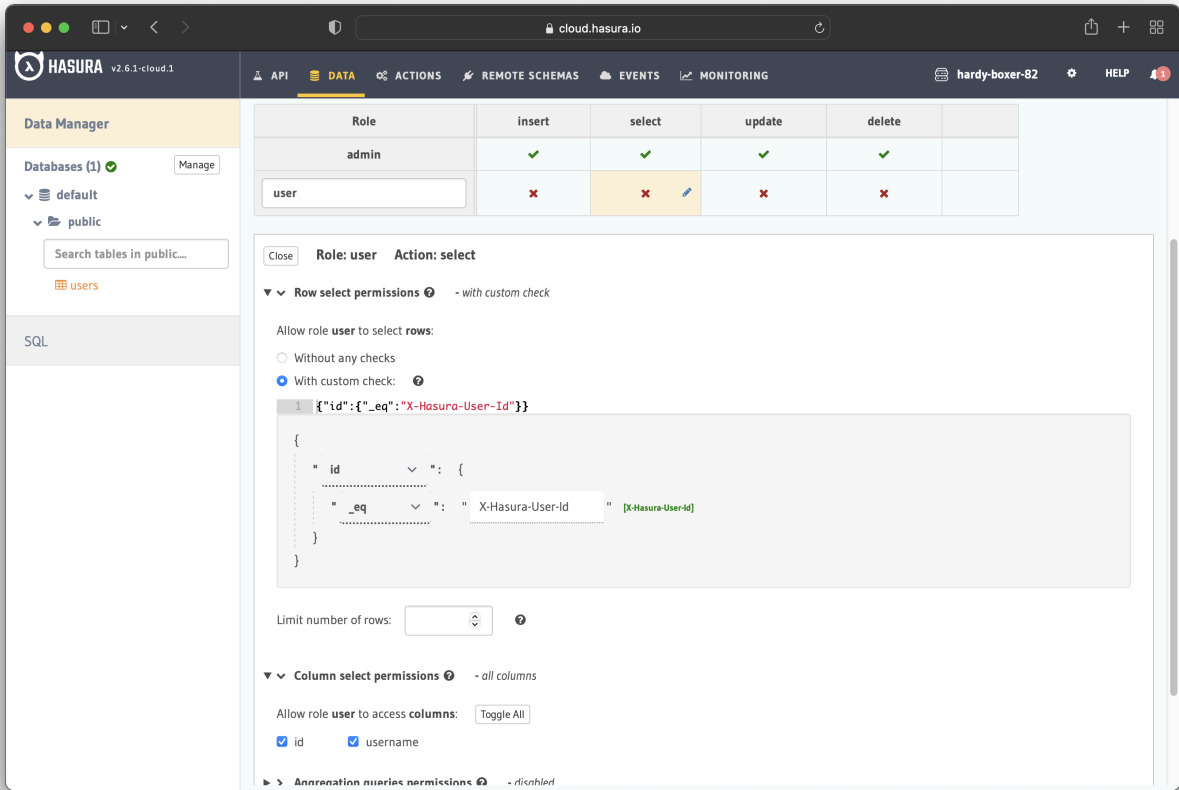 cloud.hasura.io
HASURA v2.6.1-cloud.1
API DATA ACTIONS REMOTE SCHEMAS EVENTS MONITORING hardy-boxer-82 HELP 1
Data Manager
Databases (1) Manage
default
public
Search tables in public....
users
SQL
Role insert select update delete
admin
user
Close Role: user Action: select
Row select permissions - with custom check
Allow role user to select rows:
Without any checks
With custom check:
1 {"id":{"_eq":"X-Hasura-User-Id"}}
{
" id ": {
" _eq ": " X-Hasura-User-Id " [X-Hasura-User-Id]
}
}
Limit number of rows:
Column select permissions - all columns
Allow role user to access columns: Toggle All
id username
Aggregation queries permissions - disabled